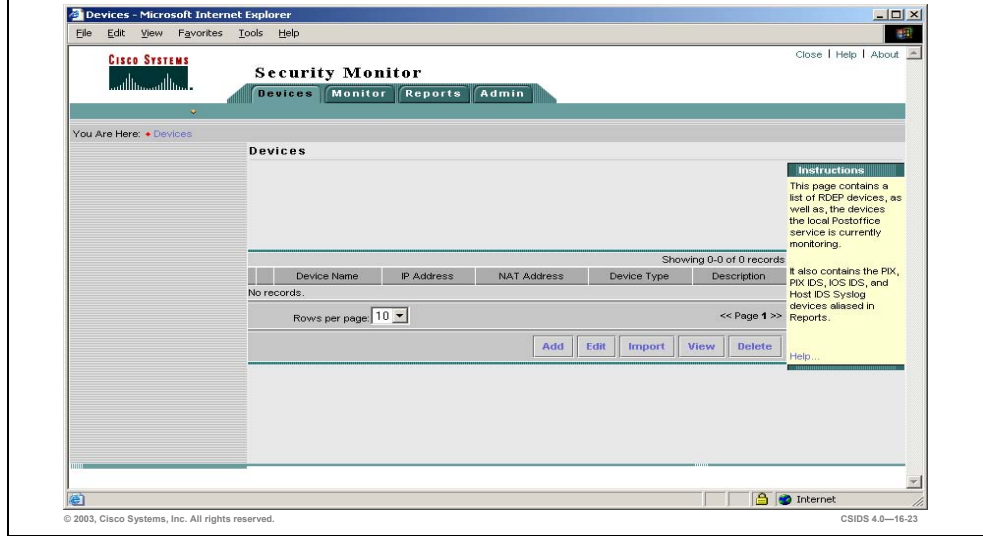 Devices - Microsoft Internet Explorer
File Edit View Favorites Tools Help
Close | Help | About
CISCO SYSTEMS
Security Monitor
Devices Monitor Reports Admin
You Are Here: • Devices
Devices
Instructions
This page contains a
list of RDEP devices, as
well as, the devices
the local Postoffice
service is currently
monitoring.
It also contains the PIX,
PIX IDS, IOS IDS, and
Host IDS Syslog
devices aliased in
Reports.
Help...
Showing 0-0 of 0 records
Device Name IP Address NAT Address Device Type Description
No records.
Rows per page: 10 << Page 1 >>
Add Edit Import View Delete
Internet
© 2003, Cisco Systems, Inc. All rights reserved. CSIDS 4.0—16-23